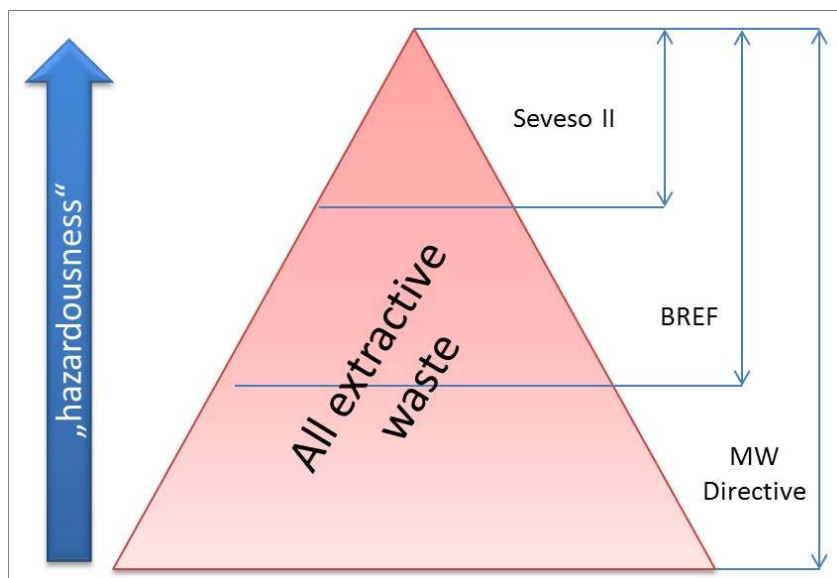 „hazardousness“
Seveso II
All extractive
waste
BREF
MW
Directive